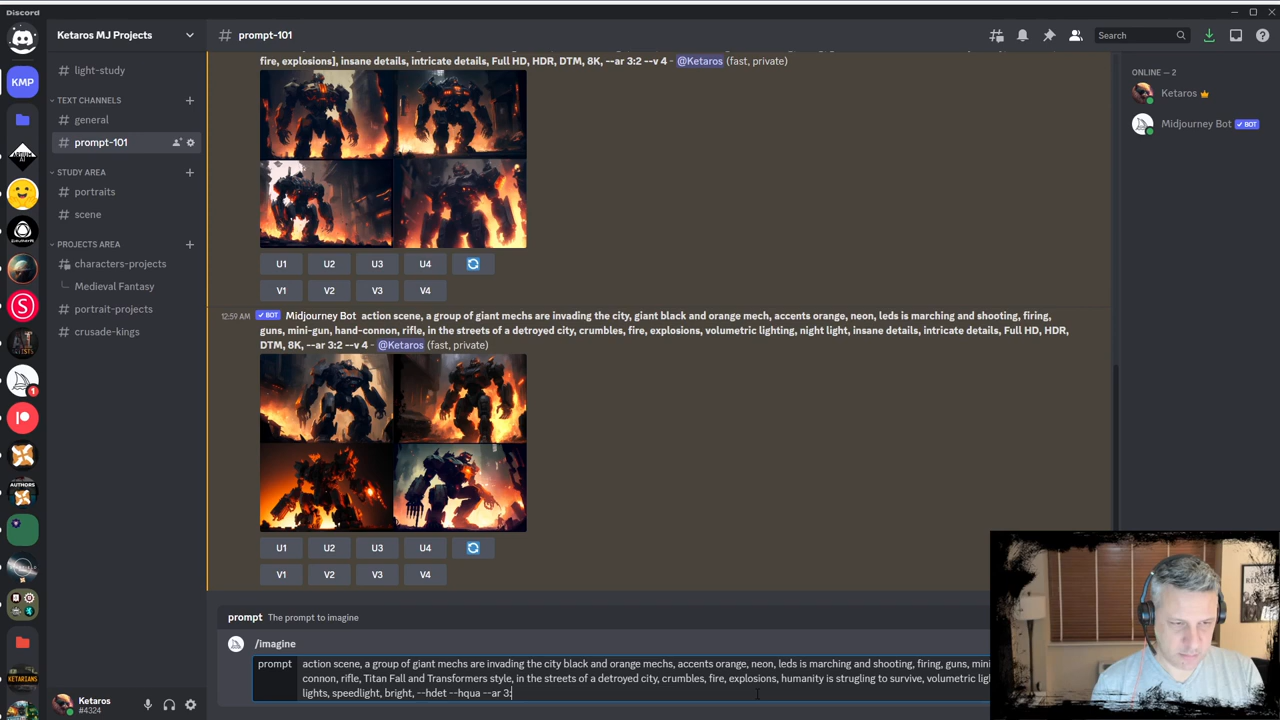 Discord
Ketaros MJ Projects
# prompt-101
Search
# light-study
TEXT CHANNELS
# general
# prompt-101
STUDY AREA
# portraits
# scene
PROJECTS AREA
# characters-projects
Medieval Fantasy
# portrait-projects
# crusade-kings
Ketaros
#4324
KMP
1
AUTHORS
KETARIANS
fire, explosions], insane details, intricate details, Full HD, HDR, DTM, 8K, --ar 3:2 --v 4 - @Ketaros (fast, private)
U1 U2 U3 U4
V1 V2 V3 V4
12:59 AM BOT Midjourney Bot action scene, a group of giant mechs are invading the city, giant black and orange mech, accents orange, neon, leds is marching and shooting, firing,
guns, mini-gun, hand-connon, rifle, in the streets of a detroyed city, crumbles, fire, explosions, volumetric lighting, night light, insane details, intricate details, Full HD, HDR,
DTM, 8K, --ar 3:2 --v 4 - @Ketaros (fast, private)
U1 U2 U3 U4
V1 V2 V3 V4
prompt The prompt to imagine
/imagine
prompt action scene, a group of giant mechs are invading the city black and orange mechs, accents orange, neon, leds is marching and shooting, firing, guns, mini
connon, rifle, Titan Fall and Transformers style, in the streets of a detroyed city, crumbles, fire, explosions, humanity is strugling to survive, volumetric lig
lights, speedlight, bright, --hdet --hqua --ar 3:
ONLINE — 2
Ketaros
Midjourney Bot BOT